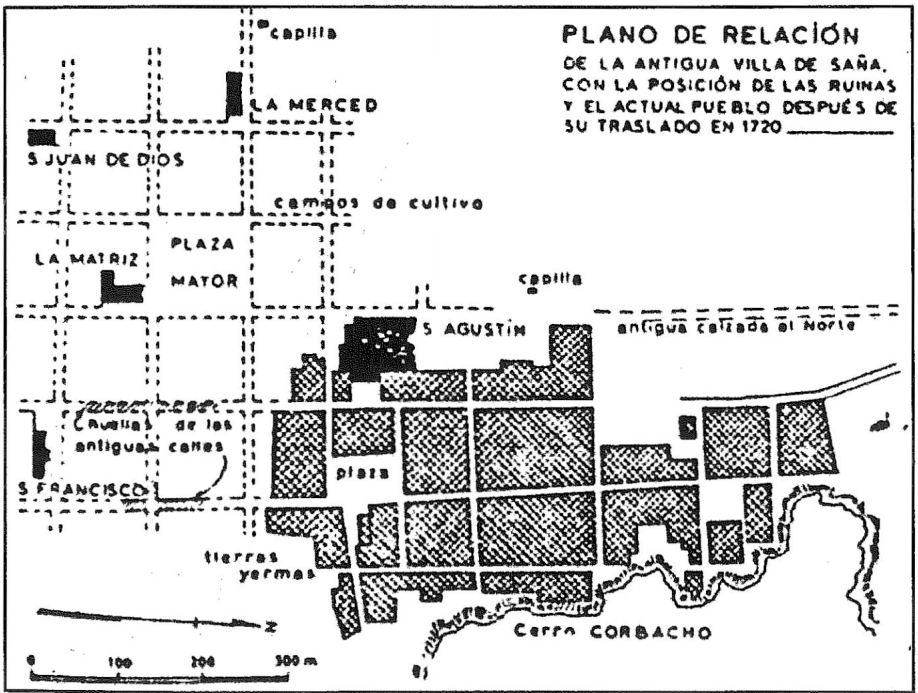 PLANO DE RELACIÓN
DE LA ANTIGUA VILLA DE SAÑA,
CON LA POSICIÓN DE LAS RUINAS
Y EL ACTUAL PUEBLO DESPUÉS DE
SU TRASLADO EN 1720
capilla
LA MERCED
S JUAN DE DIOS
campos de cultivo
LA MATRIZ
PLAZA
MAYOR
capilla
S AGUSTÍN
antigua calzada al Norte
(huellas de las
antiguas calles
plaza
S FRANCISCO
tierras
yermas
N
Cerro CORBACHO
0 100 200 300 m